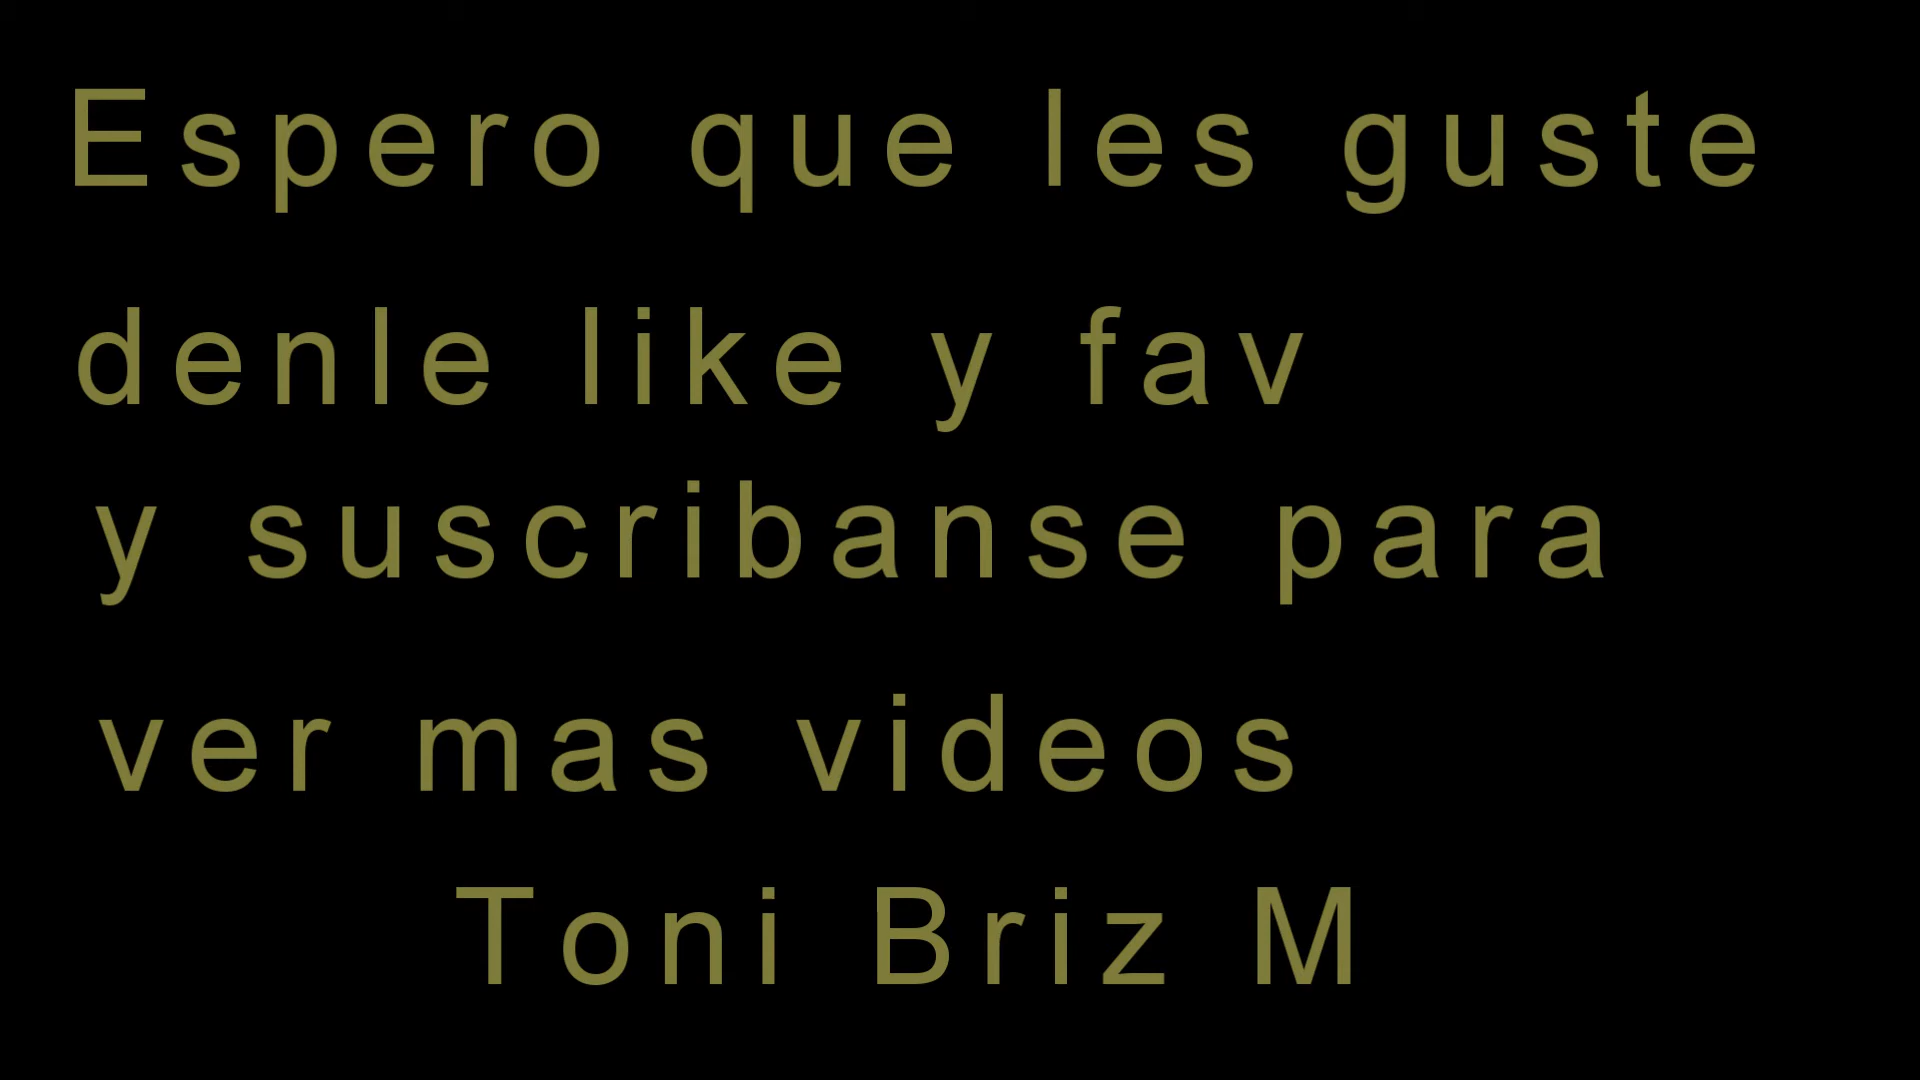 Espero que les guste
denle like y fav
y suscribanse para
ver mas videos
Toni Briz M